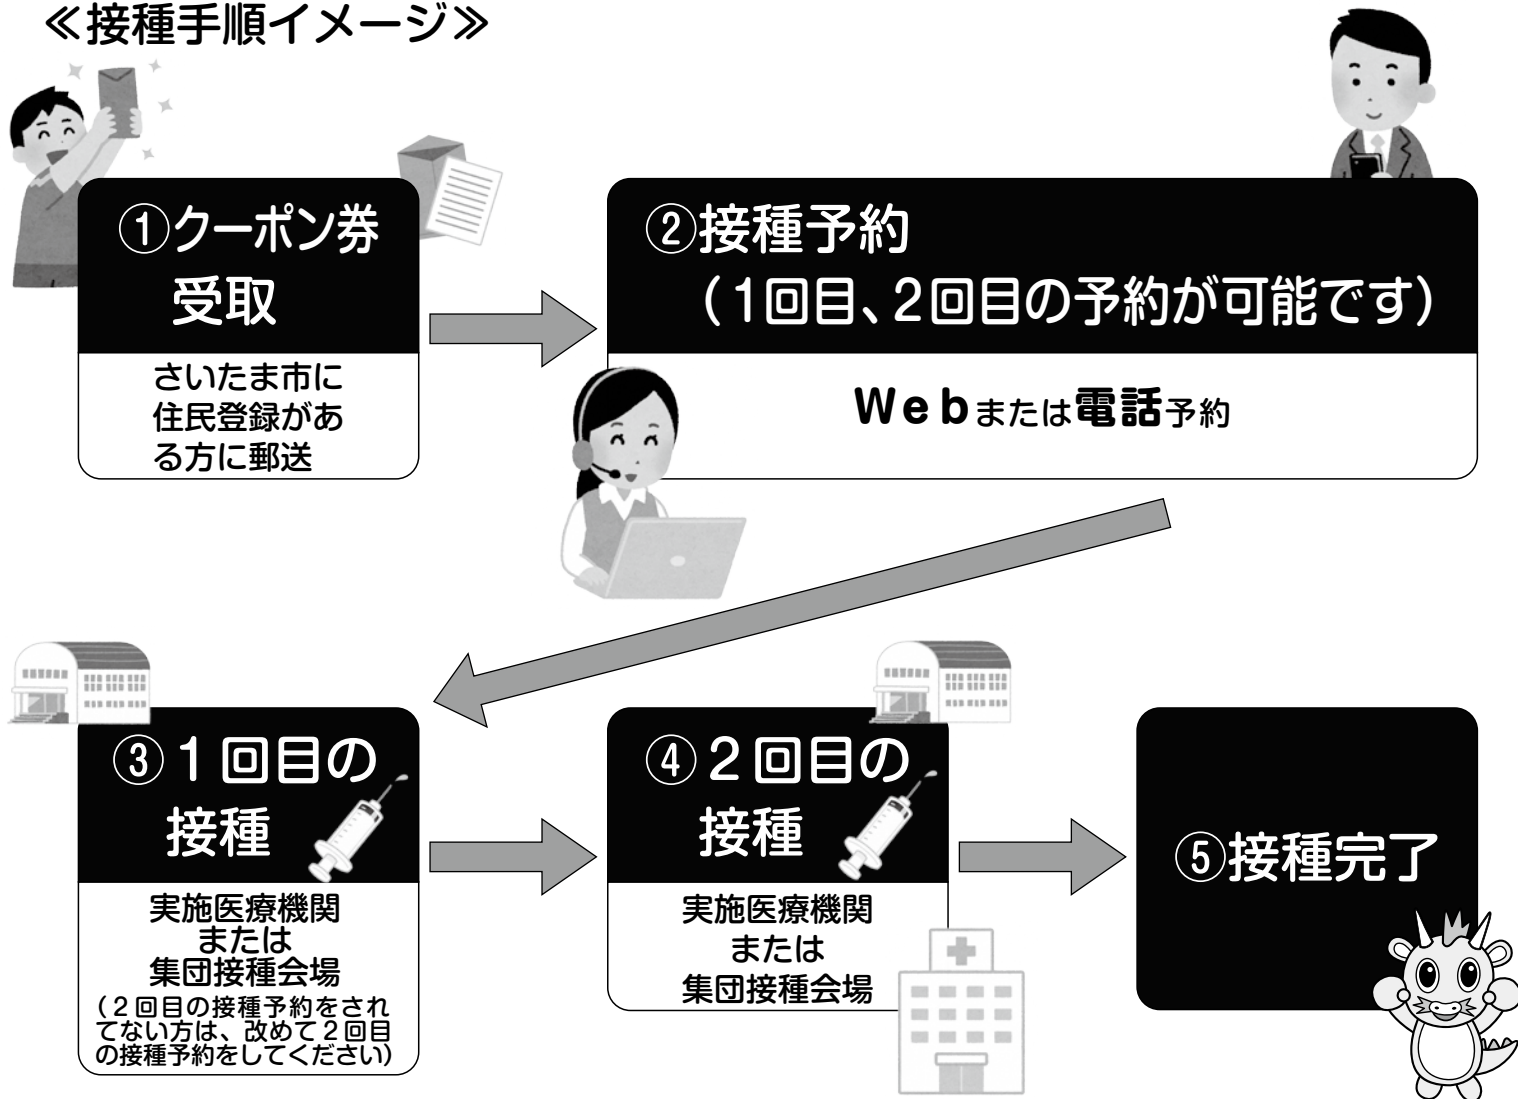 ≪接種手順イメージ≫
①クーポン券
受取
さいたま市に
住民登録があ
る方に郵送
②接種予約
（1回目、2回目の予約が可能です）
Ｗｅｂまたは電話予約
③１回目の
接種
実施医療機関
または
集団接種会場
（２回目の接種予約をされ
てない方は、改めて２回目
の接種予約をしてください）
④２回目の
接種
実施医療機関
または
集団接種会場
⑤接種完了